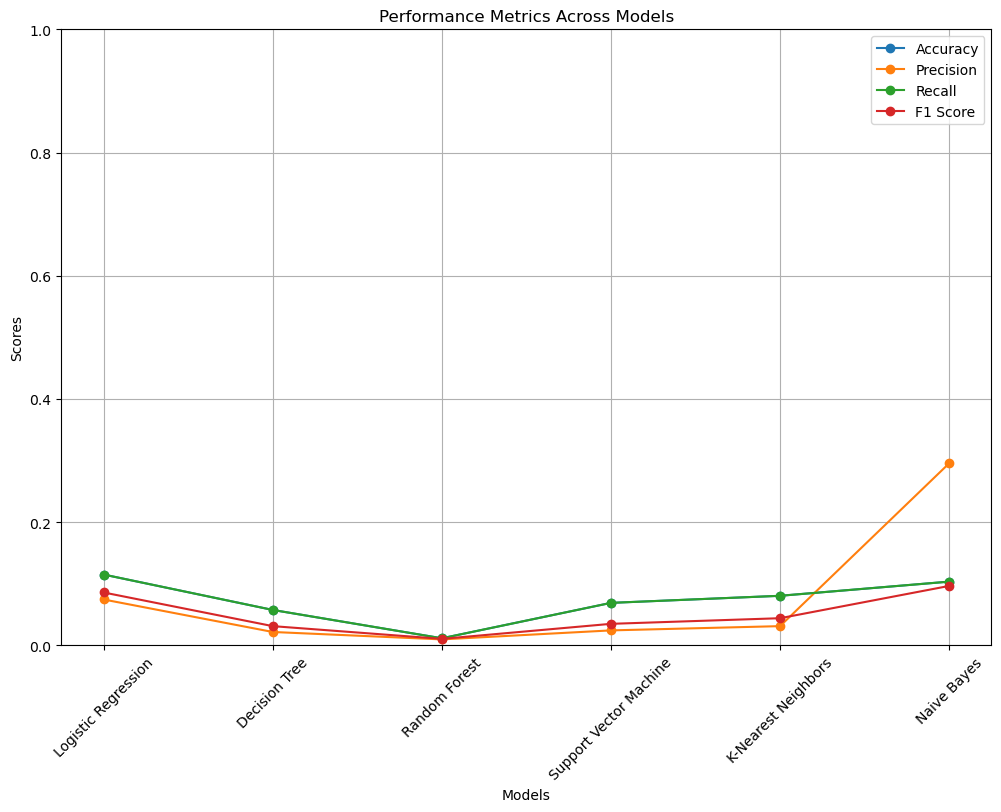 Performance Metrics Across Models
Accuracy
Precision
Recall
F1 Score
Scores
1.0
0.8
0.6
0.4
0.2
0.0
Logistic Regression
Decision Tree
Random Forest
Support Vector Machine
K-Nearest Neighbors
Naive Bayes
Models